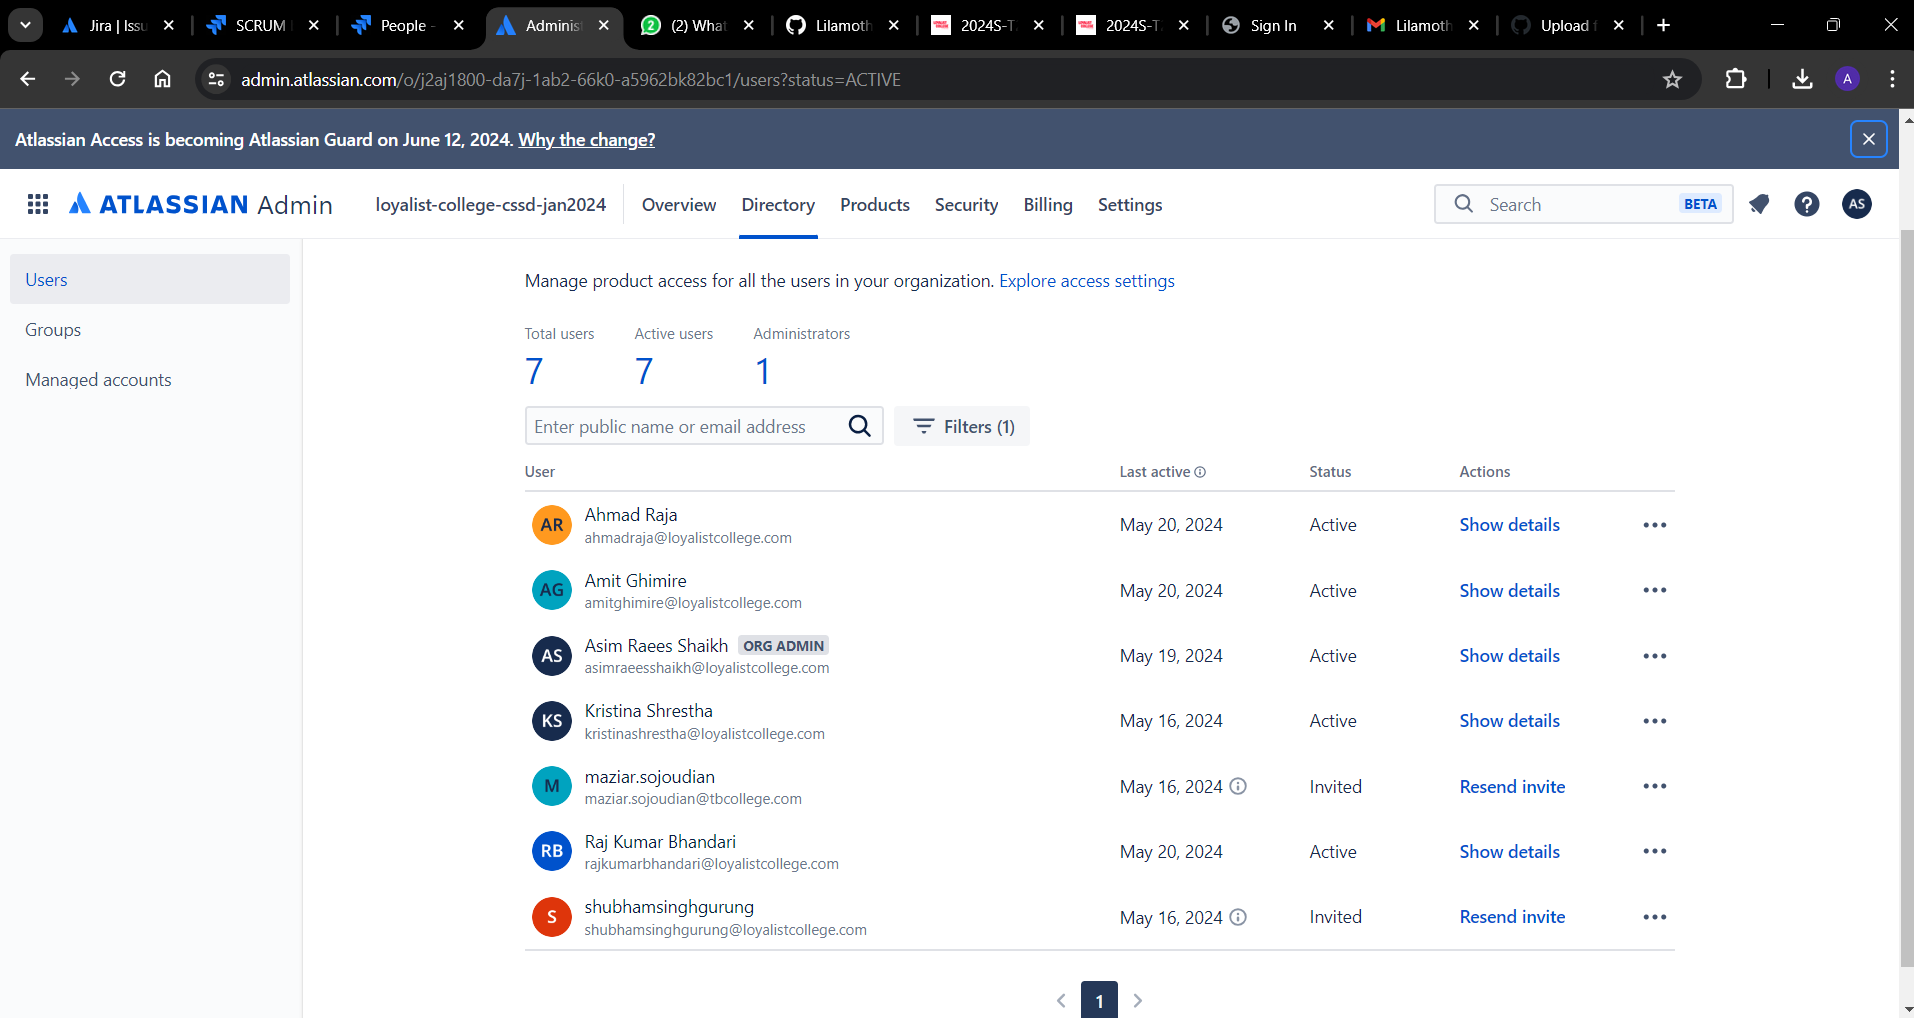 Jira | Issu
SCRUM
People -
Adminis
(2) What
Lilamoth
2024S-T
2024S-T
Sign In
Lilamoth
Upload f
admin.atlassian.com/o/j2aj1800-da7j-1ab2-66k0-a5962bk82bc1/users?status=ACTIVE
A
Atlassian Access is becoming Atlassian Guard on June 12, 2024. Why the change?
ATLASSIAN Admin
loyalist-college-cssd-jan2024
Overview
Directory
Products
Security
Billing
Settings
Search
BETA
AS
Users
Groups
Managed accounts
Manage product access for all the users in your organization. Explore access settings
Total users
Active users
Administrators
7
7
1
Enter public name or email address
Filters (1)
User
Last active
Status
Actions
AR
Ahmad Raja
ahmadraja@loyalistcollege.com
May 20, 2024
Active
Show details
AG
Amit Ghimire
amitghimire@loyalistcollege.com
May 20, 2024
Active
Show details
AS
Asim Raees Shaikh ORG ADMIN
asimraeesshaikh@loyalistcollege.com
May 19, 2024
Active
Show details
KS
Kristina Shrestha
kristinashrestha@loyalistcollege.com
May 16, 2024
Active
Show details
M
maziar.sojoudian
maziar.sojoudian@tbcollege.com
May 16, 2024
Invited
Resend invite
RB
Raj Kumar Bhandari
rajkumarbhandari@loyalistcollege.com
May 20, 2024
Active
Show details
S
shubhamsinghgurung
shubhamsinghgurung@loyalistcollege.com
May 16, 2024
Invited
Resend invite
1